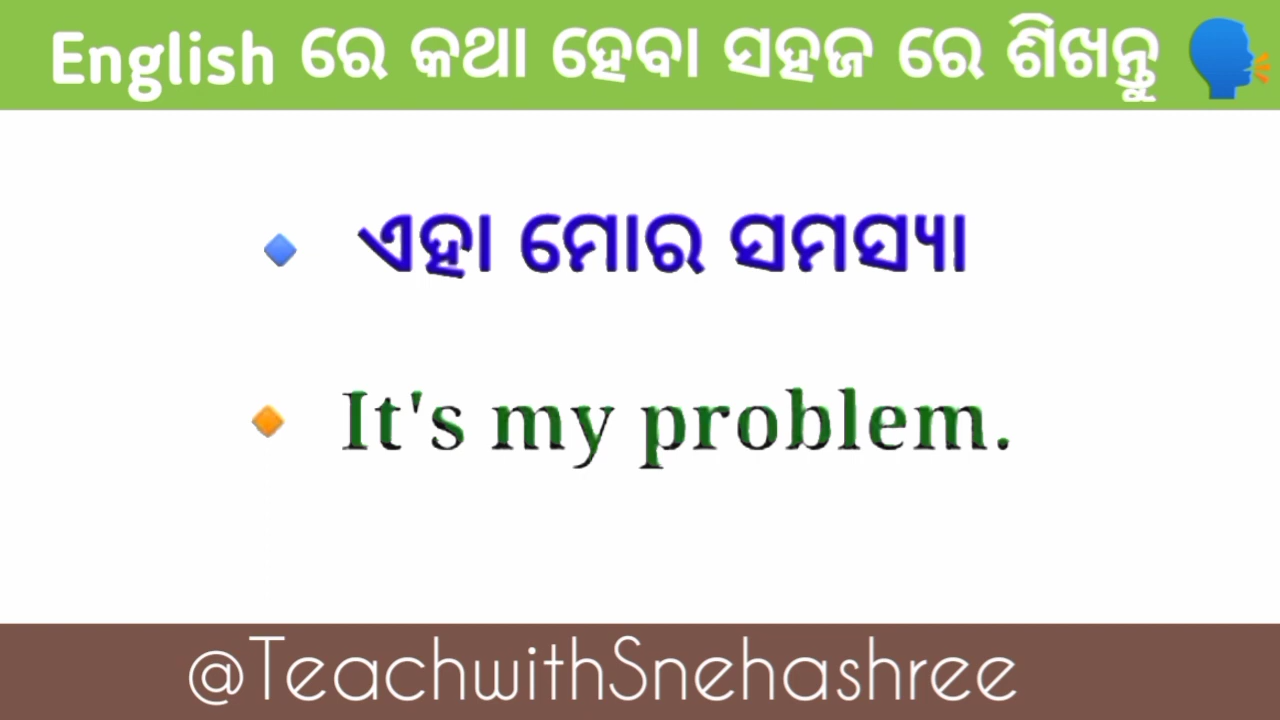 English ରେ କଥା ହେବା ସହଜ ରେ ଶିଖନ୍ତୁ
ଏହା ମୋର ସମସ୍ୟା
It's my problem.
@TeachwithSnehashree